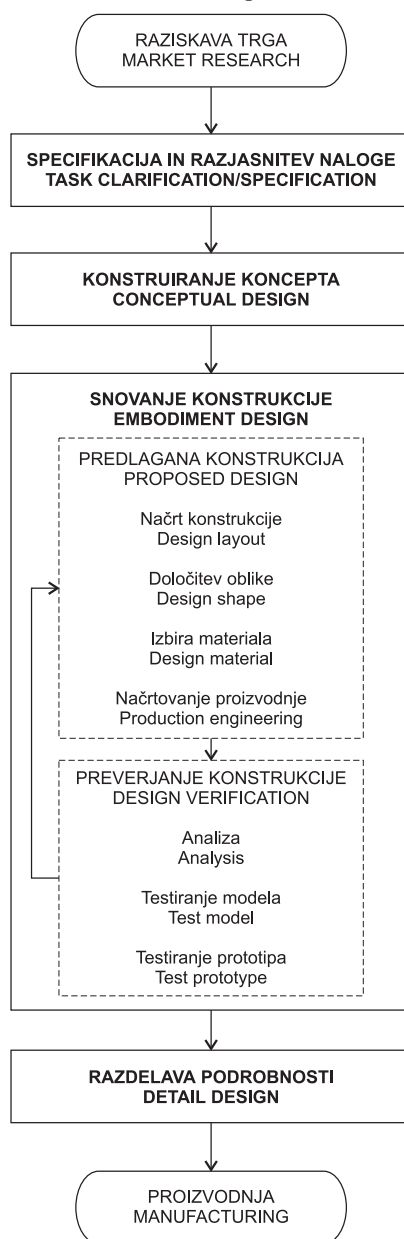 RAZISKAVA TRGA
MARKET RESEARCH
SPECIFIKACIJA IN RAZJASNITEV NALOGE
TASK CLARIFICATION/SPECIFICATION
KONSTRUIRANJE KONCEPTA
CONCEPTUAL DESIGN
SNOVANJE KONSTRUKCIJE
EMBODIMENT DESIGN
PREDLAGANA KONSTRUKCIJA
PROPOSED DESIGN
Načrt konstrukcije
Design layout
Določitev oblike
Design shape
Izbira materiala
Design material
Načrtovanje proizvodnje
Production engineering
PREVERJANJE KONSTRUKCIJE
DESIGN VERIFICATION
Analiza
Analysis
Testiranje modela
Test model
Testiranje prototipa
Test prototype
RAZDELAVA PODROBNOSTI
DETAIL DESIGN
PROIZVODNJA
MANUFACTURING